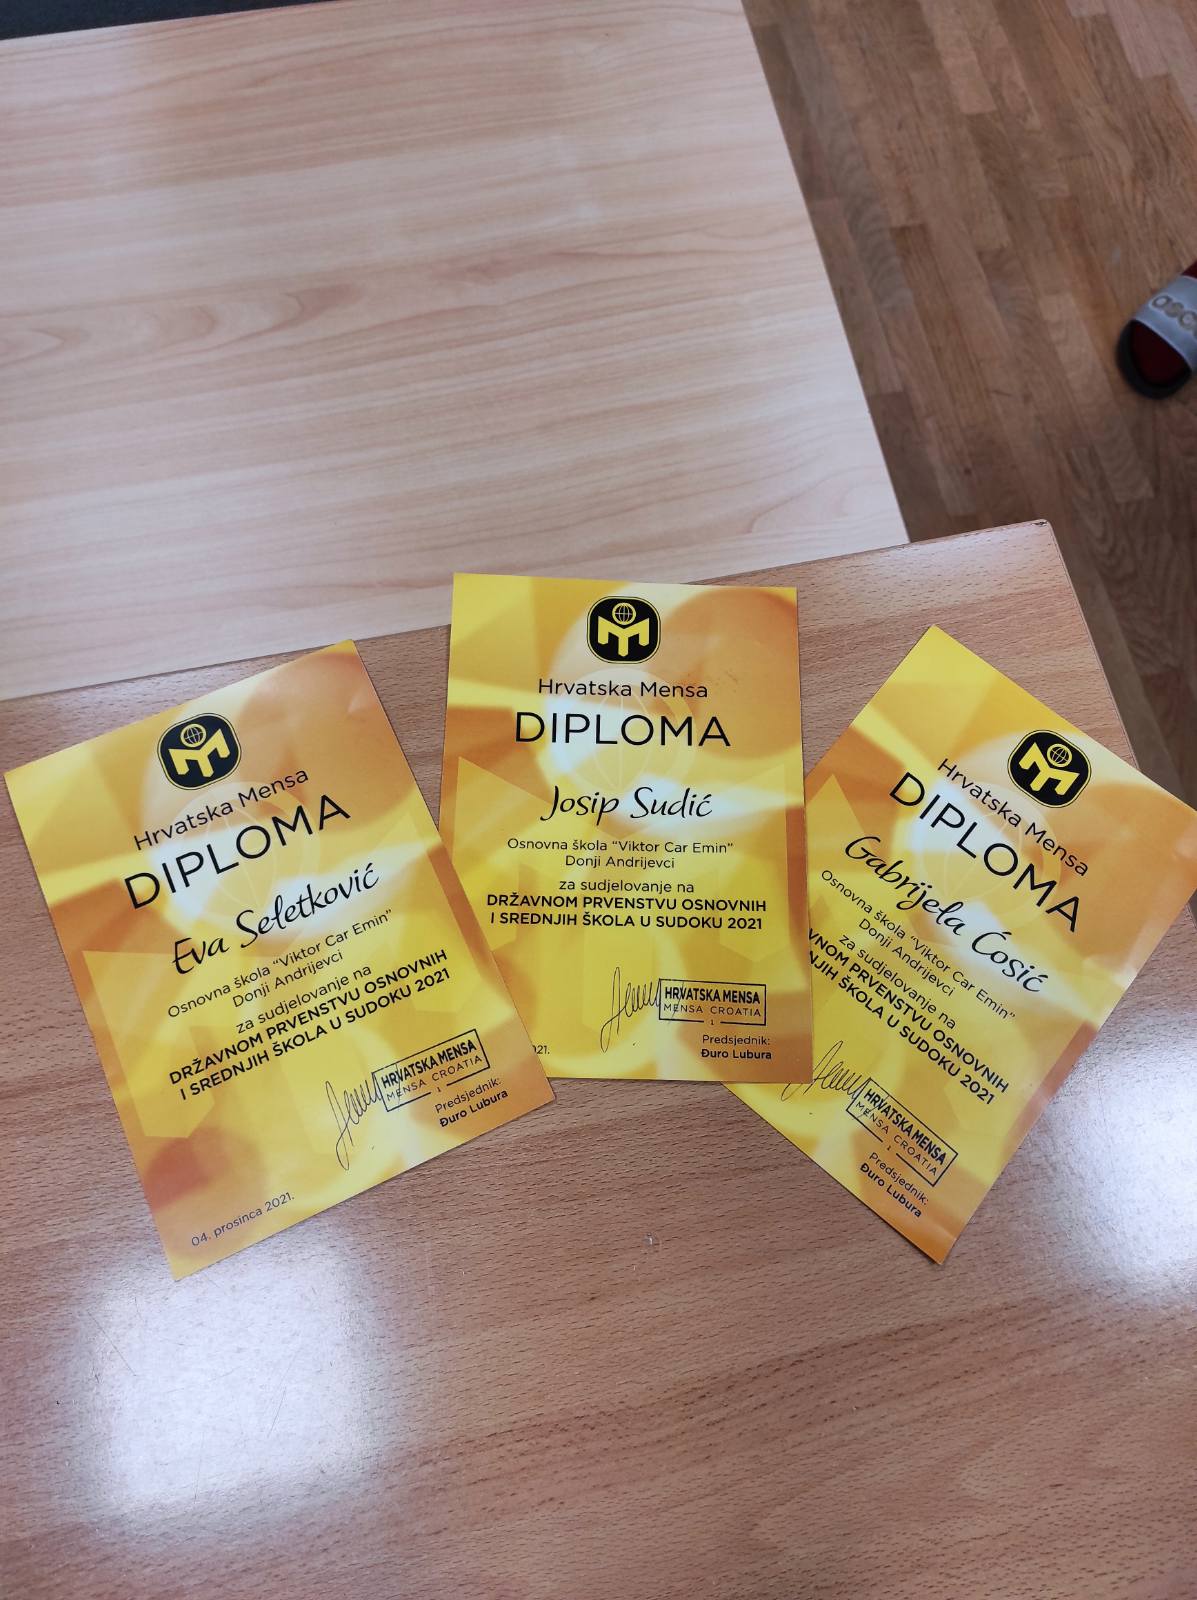 Hrvatska Mensa
DIPLOMA
Eva Seletković
Osnovna škola “Viktor Car Emin”
Donji Andrijevci
za sudjelovanje na
DRŽAVNOM PRVENSTVU OSNOVNIH
I SREDNJIH ŠKOLA U SUDOKU 2021
HRVATSKA MENSA
MENSA CROATIA
1
Predsjednik:
Đuro Lubura
04. prosinca 2021.
Hrvatska Mensa
DIPLOMA
Josip Sudić
Osnovna škola “Viktor Car Emin”
Donji Andrijevci
za sudjelovanje na
DRŽAVNOM PRVENSTVU OSNOVNIH
I SREDNJIH ŠKOLA U SUDOKU 2021
HRVATSKA MENSA
MENSA CROATIA
1
Predsjednik:
Đuro Lubura
021.
Hrvatska Mensa
DIPLOMA
Gabrijela Ćosić
Osnovna škola “Viktor Car Emin”
Donji Andrijevci
za sudjelovanje na
VNOM PRVENSTVU OSNOVNIH
NJIH ŠKOLA U SUDOKU 2021
HRVATSKA MENSA
MENSA CROATIA
1
Predsjednik:
Đuro Lubura